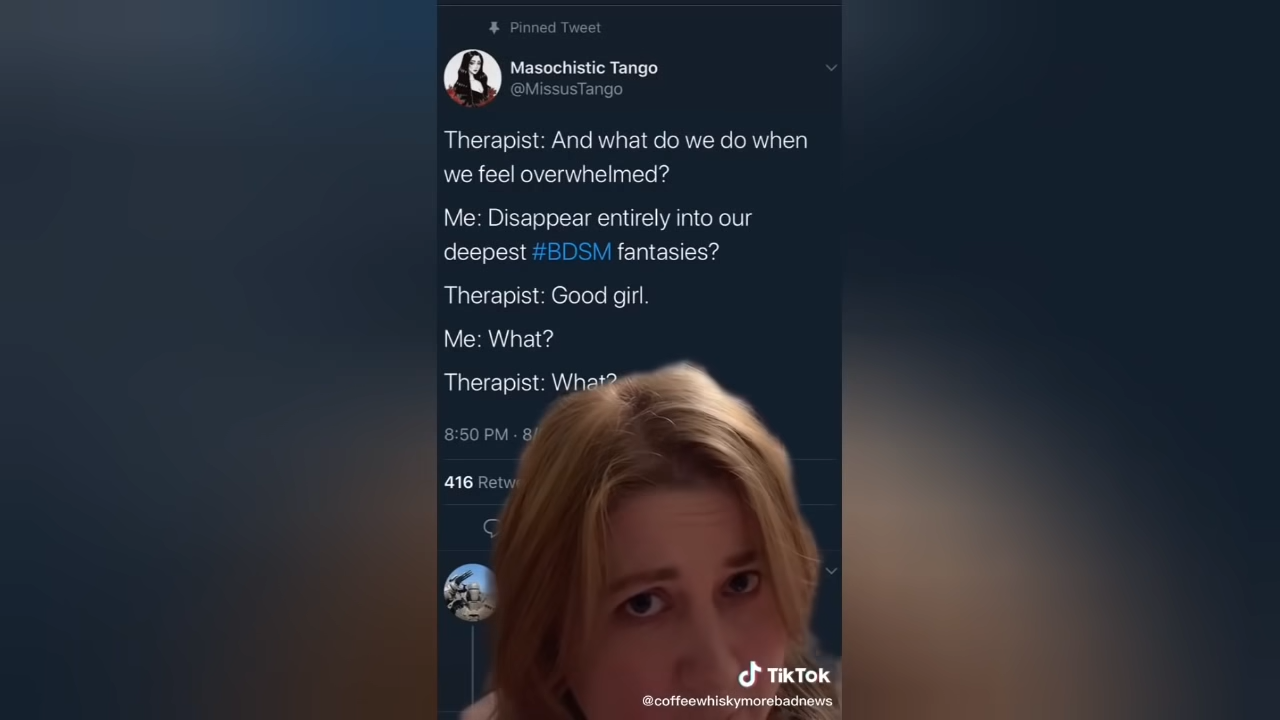 Pinned Tweet
Masochistic Tango
@MissusTango
Therapist: And what do we do when
we feel overwhelmed?
Me: Disappear entirely into our
deepest #BDSM fantasies?
Therapist: Good girl.
Me: What?
Therapist: What?
8:50 PM · 8/
416
TikTok
@coffeewhiskymorebadnews